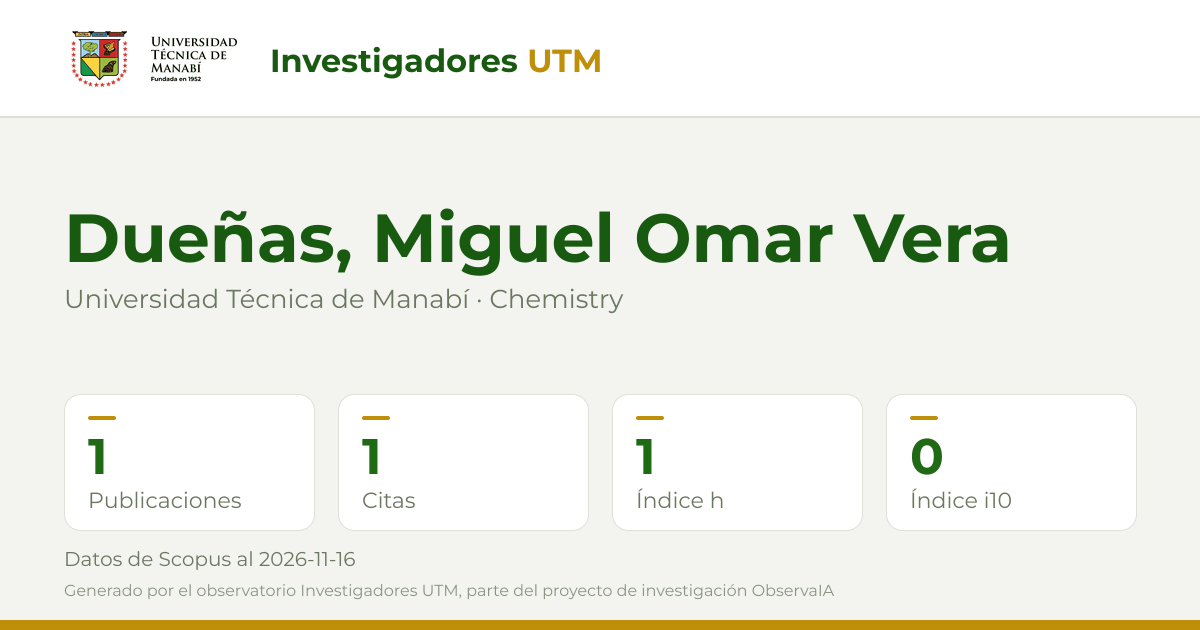 UNIVERSIDAD
TÉCNICA DE
MANABÍ
Fundada en 1952
Investigadores UTM
Dueñas, Miguel Omar Vera
Universidad Técnica de Manabí · Chemistry
1
Publicaciones
1
Citas
1
Índice h
0
Índice i10
Datos de Scopus al 2026-11-16
Generado por el observatorio Investigadores UTM, parte del proyecto de investigación ObservaIA